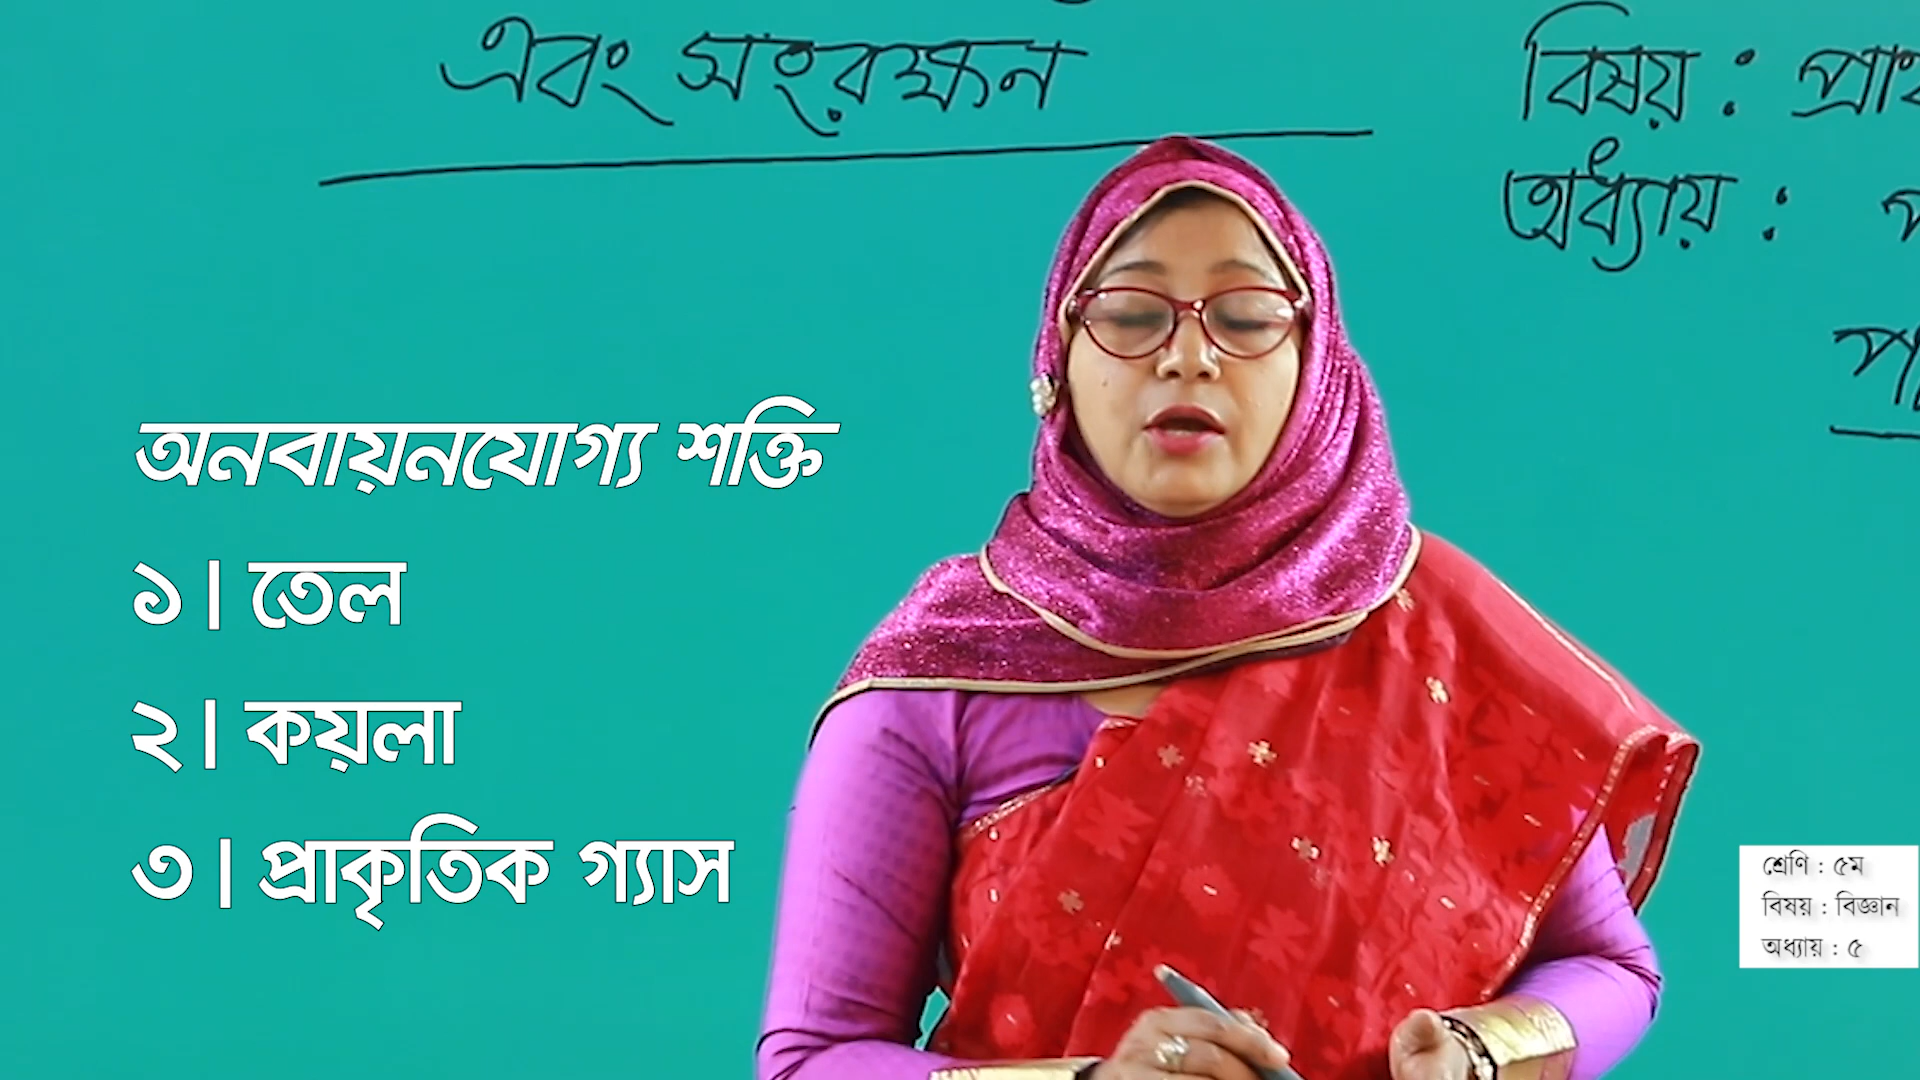 এবং সংরক্ষন
বিষয় :
অধ্যায় :
অনবায়নযোগ্য শক্তি
১। তেল
২। কয়লা
৩। প্রাকৃতিক গ্যাস
শ্রেণি : ৫ম
বিষয় : বিজ্ঞান
অধ্যায় : ৫